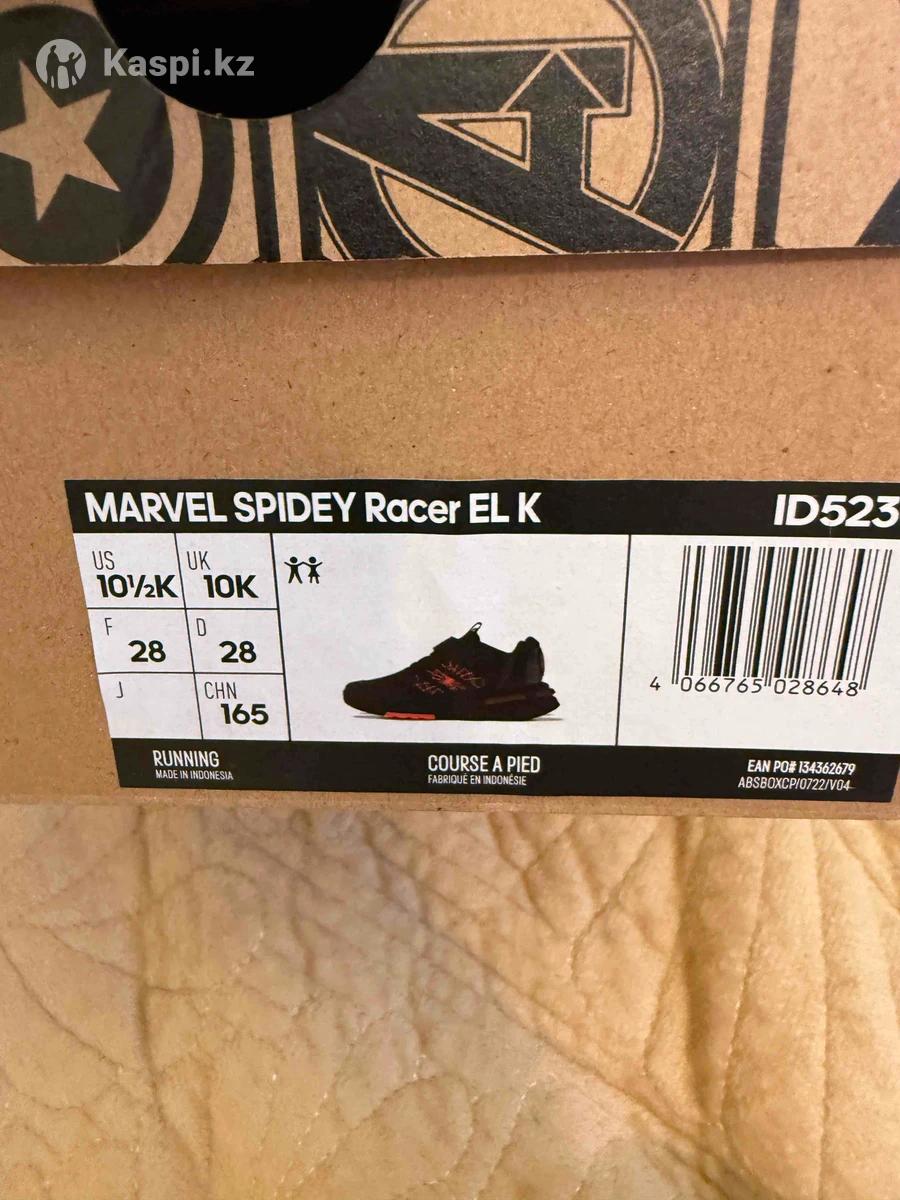 Kaspi.kz
MARVEL SPIDEY Racer EL K ID523
US 10½K UK 10K
F 28 D 28
J CHN 165
4 066765 028648
RUNNING
MADE IN INDONESIA
COURSE A PIED
FABRIQUÉ EN INDONÉSIE
EAN PO# 134362679
ABSBOXCP/0722/V04